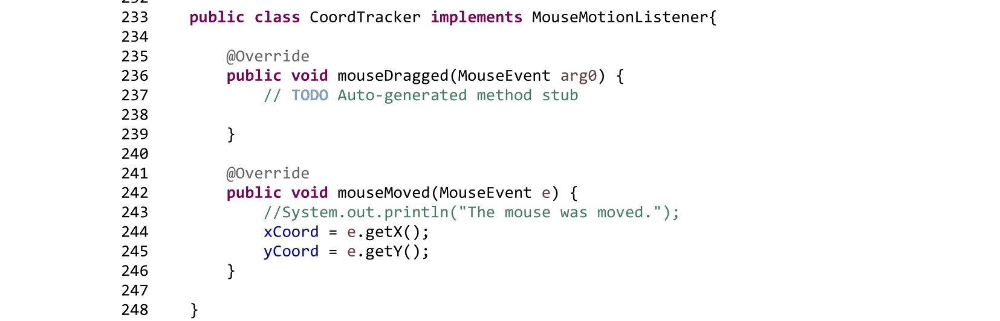 233 public class CoordTracker implements MouseMotionListener{
234
235 @Override
236 public void mouseDragged(MouseEvent arg0) {
237 // TODO Auto-generated method stub
238
239 }
240
241 @Override
242 public void mouseMoved(MouseEvent e) {
243 //System.out.println("The mouse was moved.");
244 xCoord = e.getX();
245 yCoord = e.getY();
246 }
247
248 }